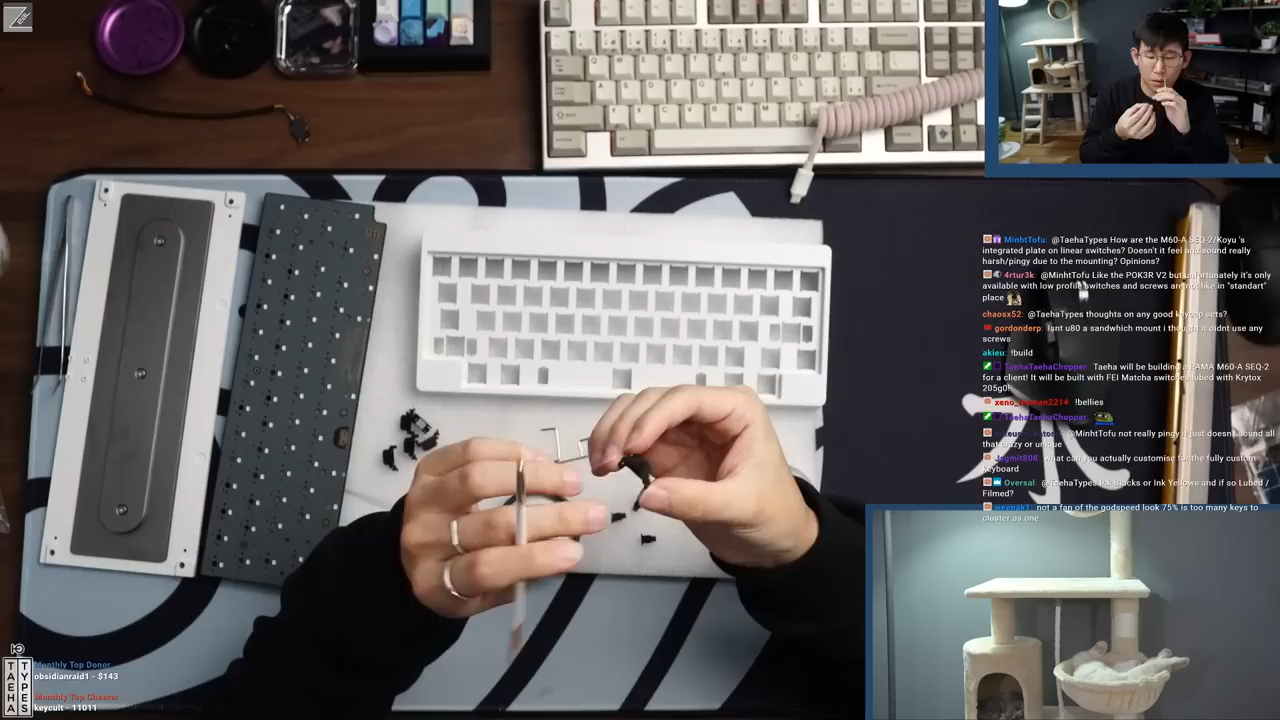 MinhtTofu: @TaehaTypes How are the M60-A SEQ-2/Koyu 's
integrated plate on linear switches? Doesn't it feel and sound really
harsh/pingy due to the mounting? Opinions?
4rtur3k: @MinhtTofu Like the POK3R V2 but unfortunately it's only
available with low profile switches and screws are not like in "standart"
place
chaosx52: @TaehaTypes thoughts on any good keycap sets?
gordonderp: Isnt u80 a sandwhich mount i thought it didnt use any
screws
akieu: !build
TaehaTaehaChopper: Taeha will be building a RAMA M60-A SEQ-2
for a client! It will be built with FEI Matcha switches lubed with Krytox
205g0!
!bellies
TaehaTaehaChopper:
@MinhtTofu not really pingy it just doesnt sound all
that crazy or unique
what can you actually customise for the fully custom
keyboard
Oversal: @TaehaTypes Ink Blacks or Ink Yellows and if so Lubed /
Filmed?
not a fan of the godspeed look 75% is too many keys to
cluster as one
Monthly Top Donor
obsidianraid1 - $143
Monthly Top Cheerer
keycult - 11011
TAEHA
TYPES